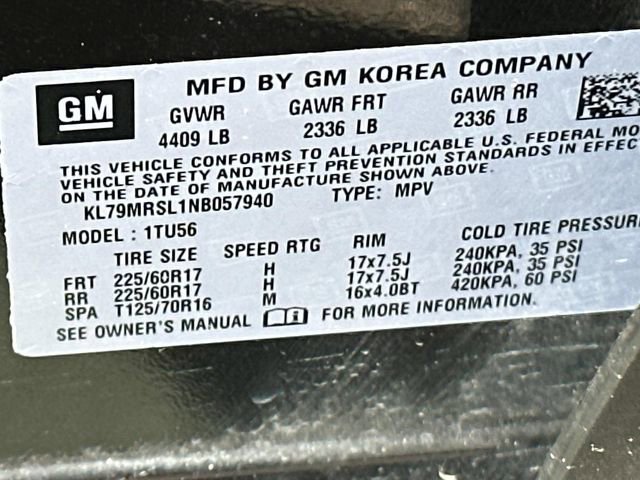 GM
MFD BY GM KOREA COMPANY
GVWR GAWR FRT GAWR RR
4409 LB 2336 LB 2336 LB
THIS VEHICLE CONFORMS TO ALL APPLICABLE U.S. FEDERAL MO
VEHICLE SAFETY AND THEFT PREVENTION STANDARDS IN EFFEC
ON THE DATE OF MANUFACTURE SHOWN ABOVE.
KL79MRSL1NB057940 TYPE: MPV
MODEL: 1TU56
TIRE SIZE SPEED RTG RIM COLD TIRE PRESSUR
FRT 225/60R17 H 17x7.5J 240KPA, 35 PSI
RR 225/60R17 H 17x7.5J 240KPA, 35 PSI
SPA T125/70R16 M 16x4.0BT 420KPA, 60 PSI
SEE OWNER'S MANUAL FOR MORE INFORMATION.